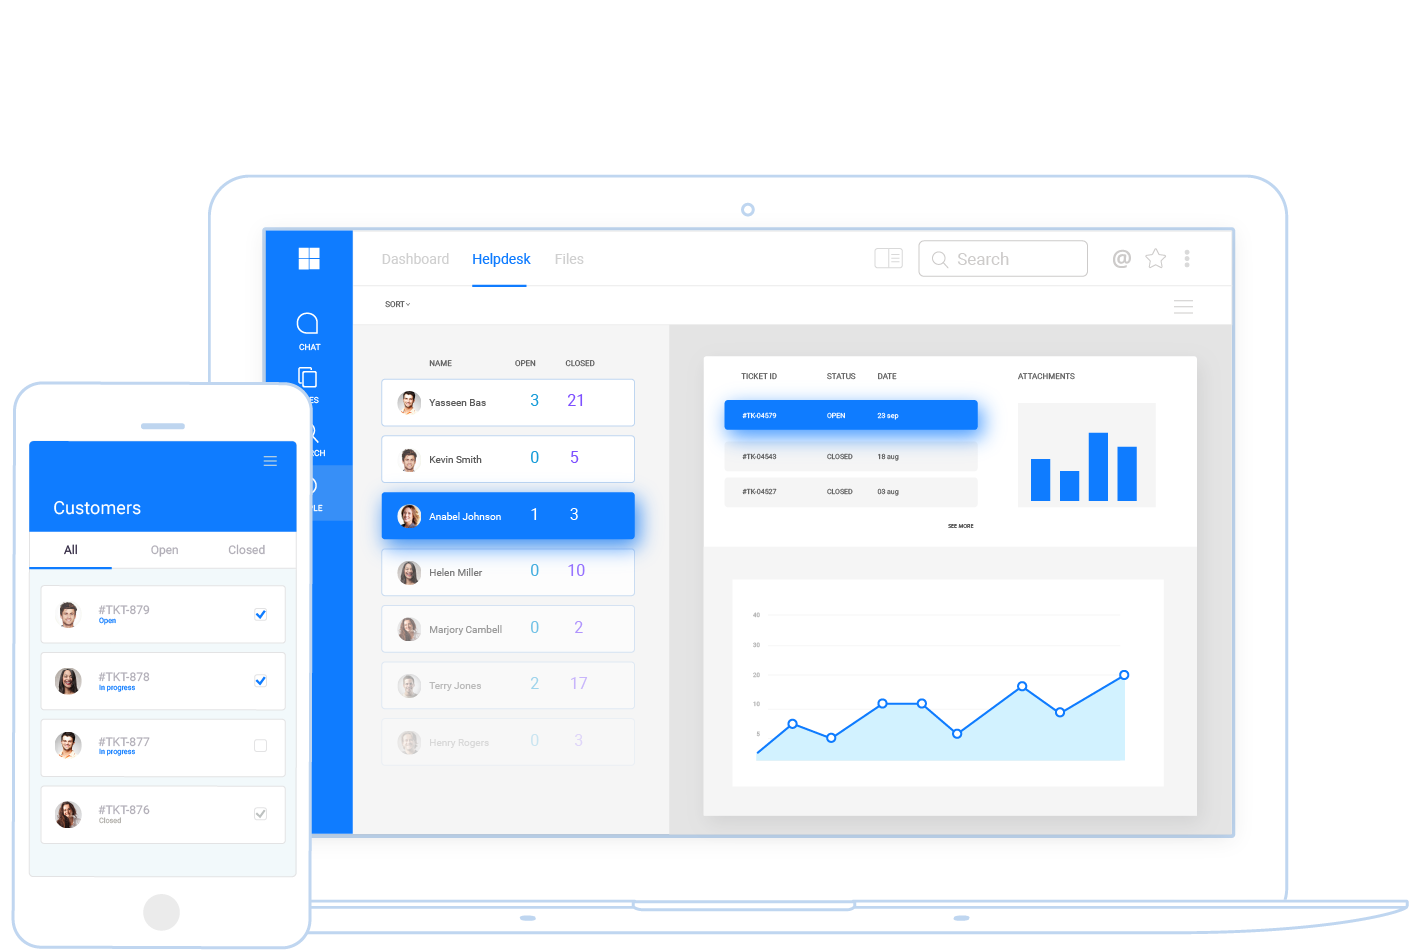 Dashboard Helpdesk Files Search @
SORT
CHAT
NAME OPEN CLOSED
Yasseen Bas 3 21
Kevin Smith 0 5
Anabel Johnson 1 3
Helen Miller 0 10
Marjory Cambell 0 2
Terry Jones 2 17
Henry Rogers 0 3
TICKET ID STATUS DATE ATTACHMENTS
#TK-04579 OPEN 23 sep
#TK-04543 CLOSED 18 aug
#TK-04527 CLOSED 03 aug
SEE MORE
40
30
20
10
5
Customers
All Open Closed
#TKT-879
Open
#TKT-878
In progress
#TKT-877
In progress
#TKT-876
Closed